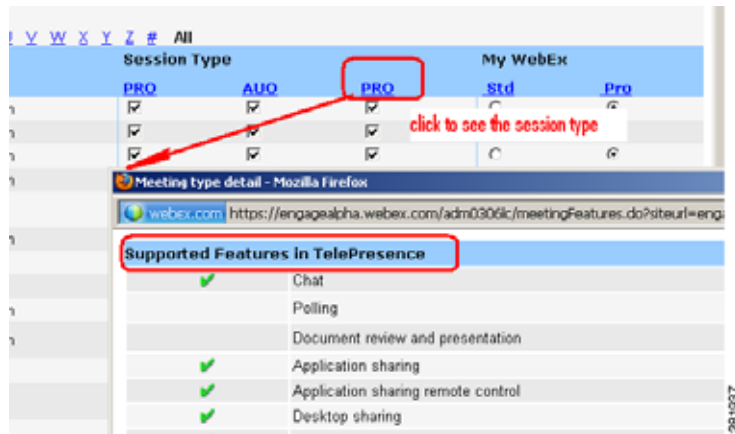 U V W X Y Z # All
Session Type My WebEx
PRO AUO PRO Std Pro
click to see the session type
Meeting type detail - Mozilla Firefox
webex.com https://engagealpha.webex.com/adm0306lc/meetingFeatures.do?siteurl=enga
Supported Features in TelePresence
Chat
Polling
Document review and presentation
Application sharing
Application sharing remote control
Desktop sharing